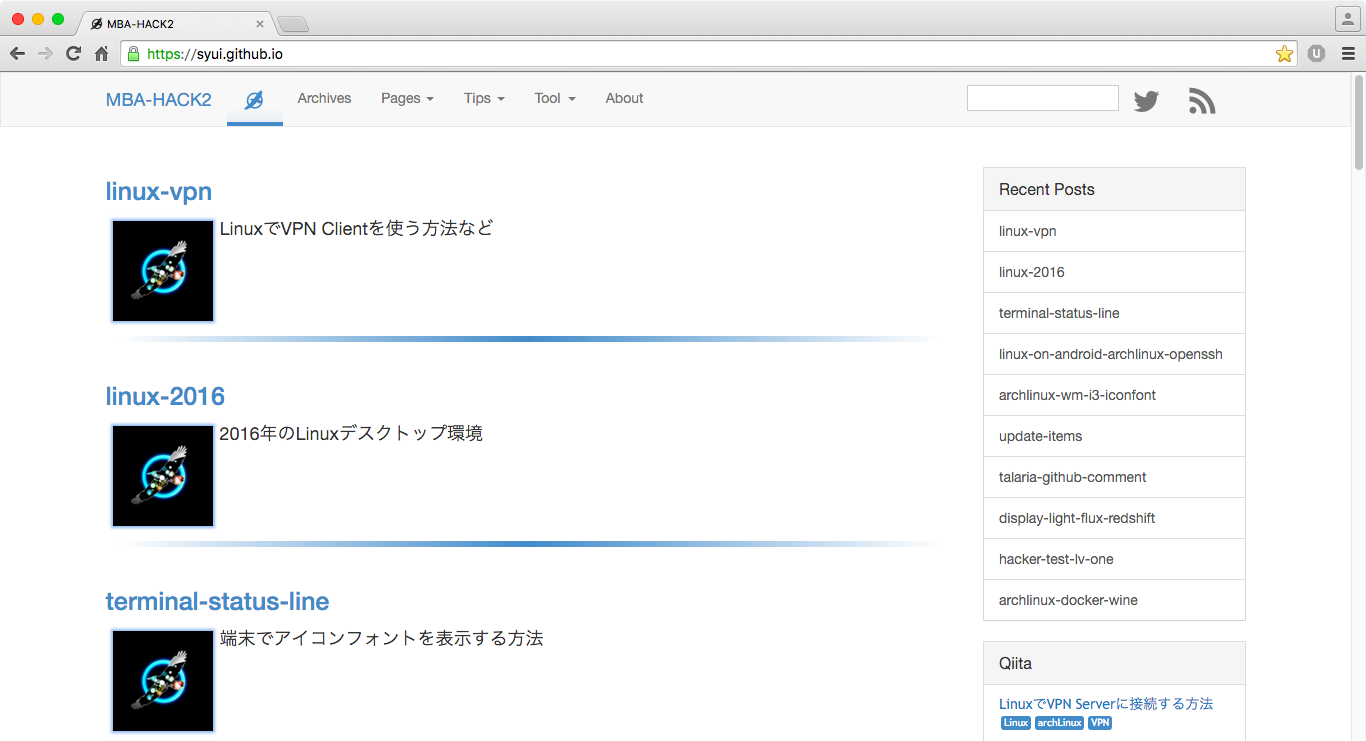 MBA-HACK2
https://syui.github.io
U
MBA-HACK2 Archives Pages Tips Tool About
linux-vpn
LinuxでVPN Clientを使う方法など
linux-2016
2016年のLinuxデスクトップ環境
terminal-status-line
端末でアイコンフォントを表示する方法
Recent Posts
linux-vpn
linux-2016
terminal-status-line
linux-on-android-archlinux-openssh
archlinux-wm-i3-iconfont
update-items
talaria-github-comment
display-light-flux-redshift
hacker-test-lv-one
archlinux-docker-wine
Qiita
LinuxでVPN Serverに接続する方法
Linux archLinux VPN